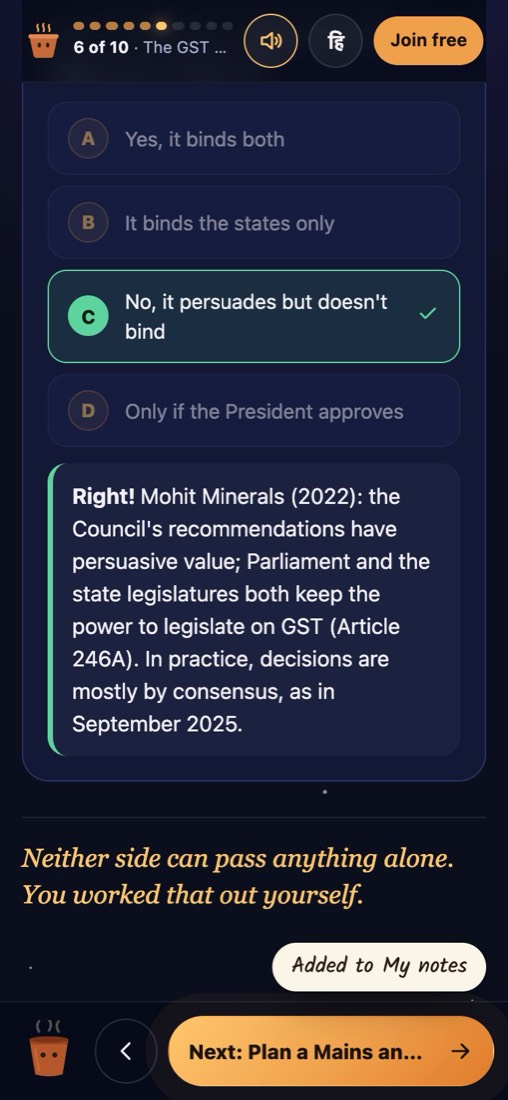 6 of 10 · The GST ...
हि
Join free
A Yes, it binds both
B It binds the states only
C No, it persuades but doesn't
bind
D Only if the President approves
Right! Mohit Minerals (2022): the
Council's recommendations have
persuasive value; Parliament and the
state legislatures both keep the
power to legislate on GST (Article
246A). In practice, decisions are
mostly by consensus, as in
September 2025.
Neither side can pass anything alone.
You worked that out yourself.
Added to My notes
Next: Plan a Mains an...